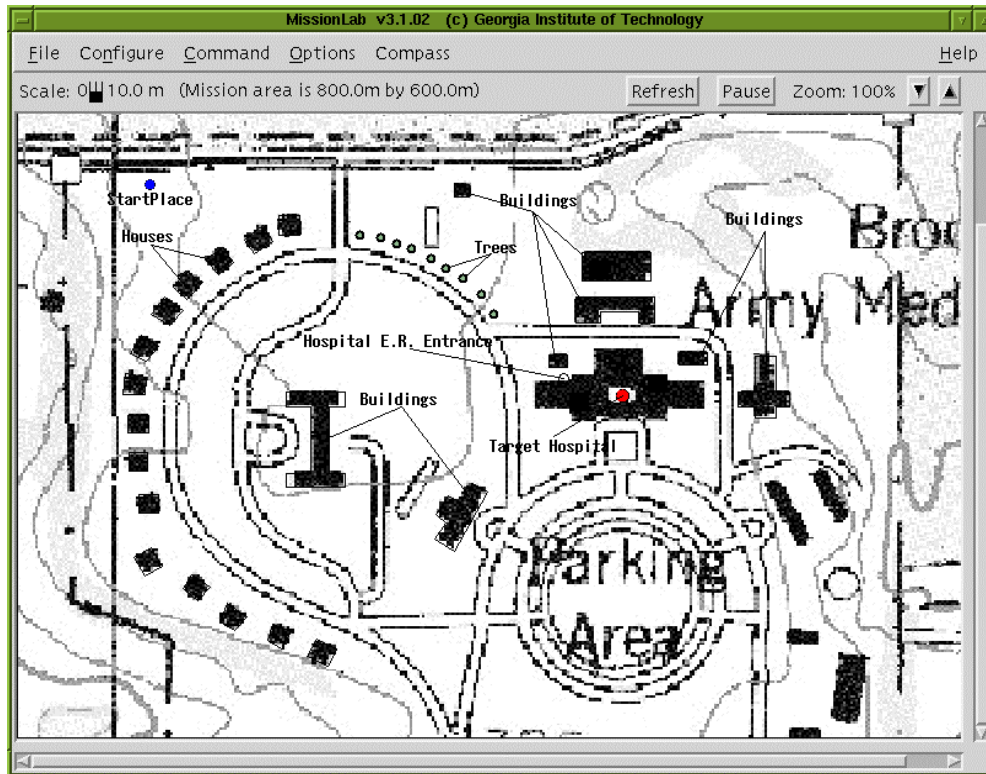 MissionLab v3.1.02 (c) Georgia Institute of Technology
File Configure Command Options Compass Help
Scale: 0 10.0 m (Mission area is 800.0m by 600.0m) Refresh Pause Zoom: 100%
StartPlace
Buildings
Buildings
Houses
Trees
Broo
Army Med
Hospital E.R. Entrance
Buildings
Target Hospital
Parking
Area